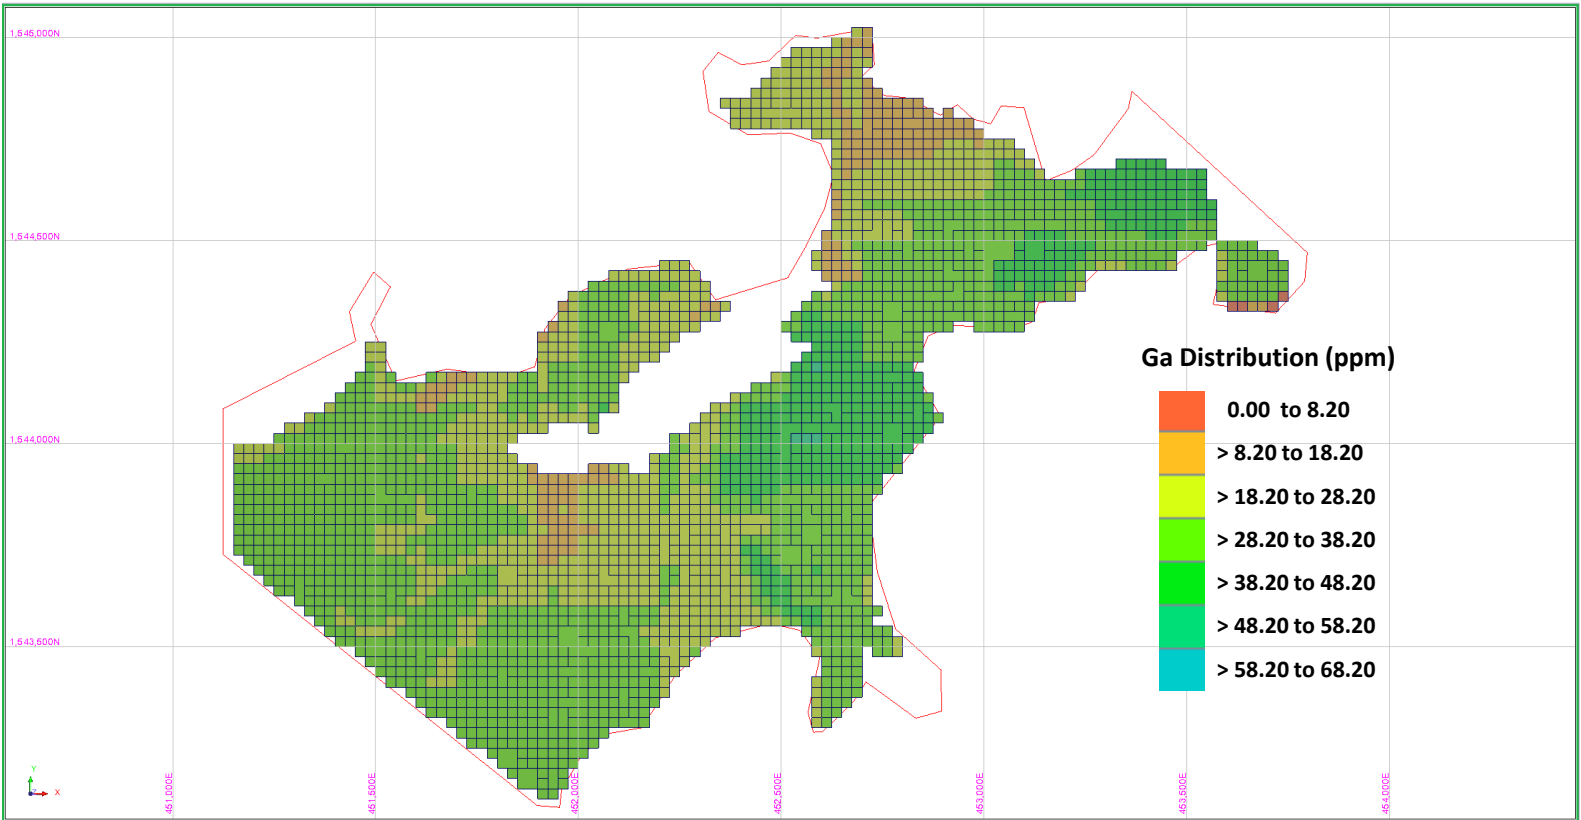 1,545,000N
1,544,500N
Ga Distribution (ppm)
0.00 to 8.20
> 8.20 to 18.20
1,544,000N
> 18.20 to 28.20
> 28.20 to 38.20
> 38.20 to 48.20
1,543,500N
> 48.20 to 58.20
> 58.20 to 68.20
Y
X
451,000E
451,500E
452,000E
452,500E
453,000E
453,500E
454,000E